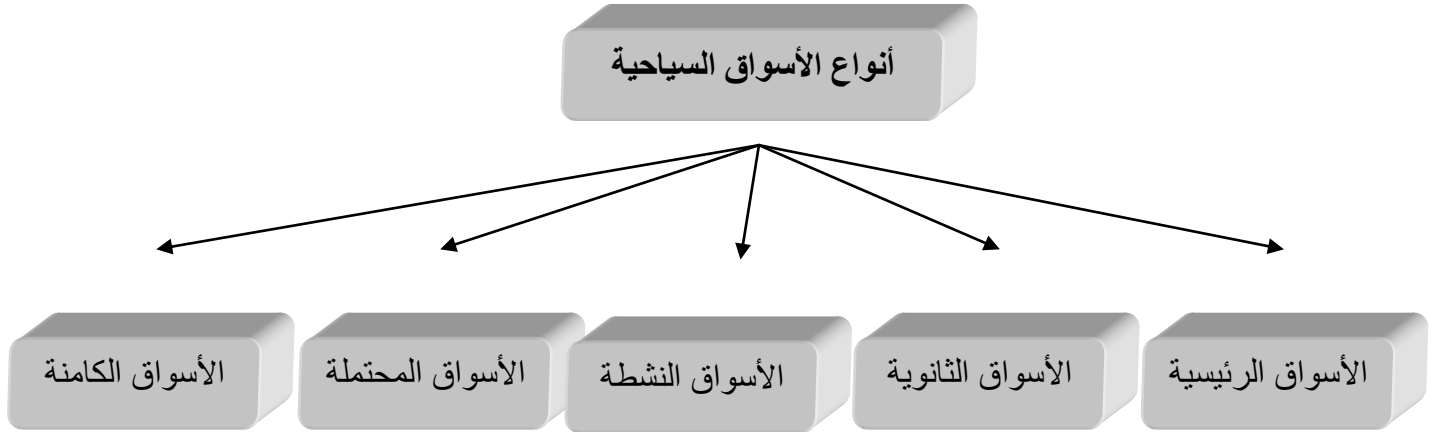 أنواع الأسواق السياحية
الأسواق الرئيسية
الأسواق الثانوية
الأسواق النشطة
الأسواق المحتملة
الأسواق الكامنة